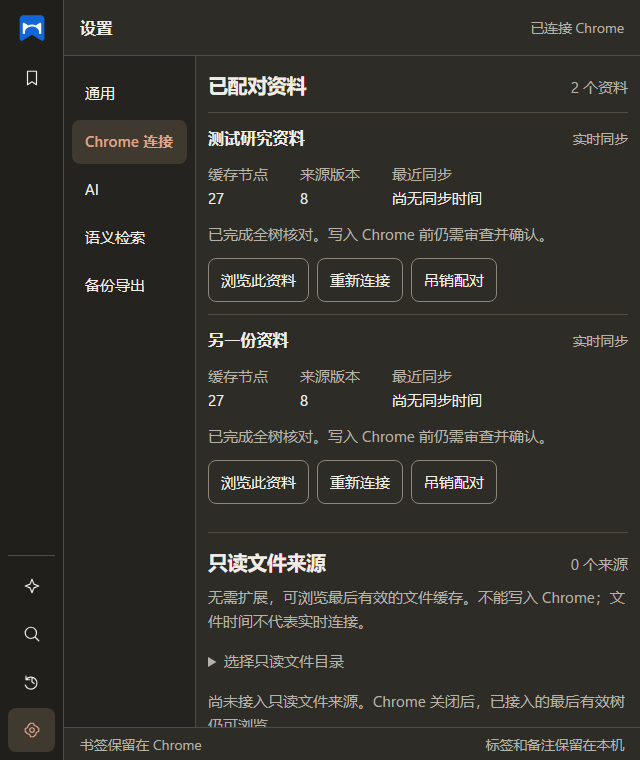 设置
已连接 Chrome
通用
Chrome 连接
AI
语义检索
备份导出
已配对资料
2 个资料
测试研究资料
实时同步
缓存节点 来源版本 最近同步
27 8 尚无同步时间
已完成全树核对。写入 Chrome 前仍需审查并确认。
浏览此资料 重新连接 吊销配对
另一份资料
实时同步
缓存节点 来源版本 最近同步
27 8 尚无同步时间
已完成全树核对。写入 Chrome 前仍需审查并确认。
浏览此资料 重新连接 吊销配对
只读文件来源
0 个来源
无需扩展，可浏览最后有效的文件缓存。不能写入 Chrome；文
件时间不代表实时连接。
选择只读文件目录
尚未接入只读文件来源。Chrome 关闭后，已接入的最后有效树
仍可浏览。
书签保留在 Chrome
标签和备注保留在本机